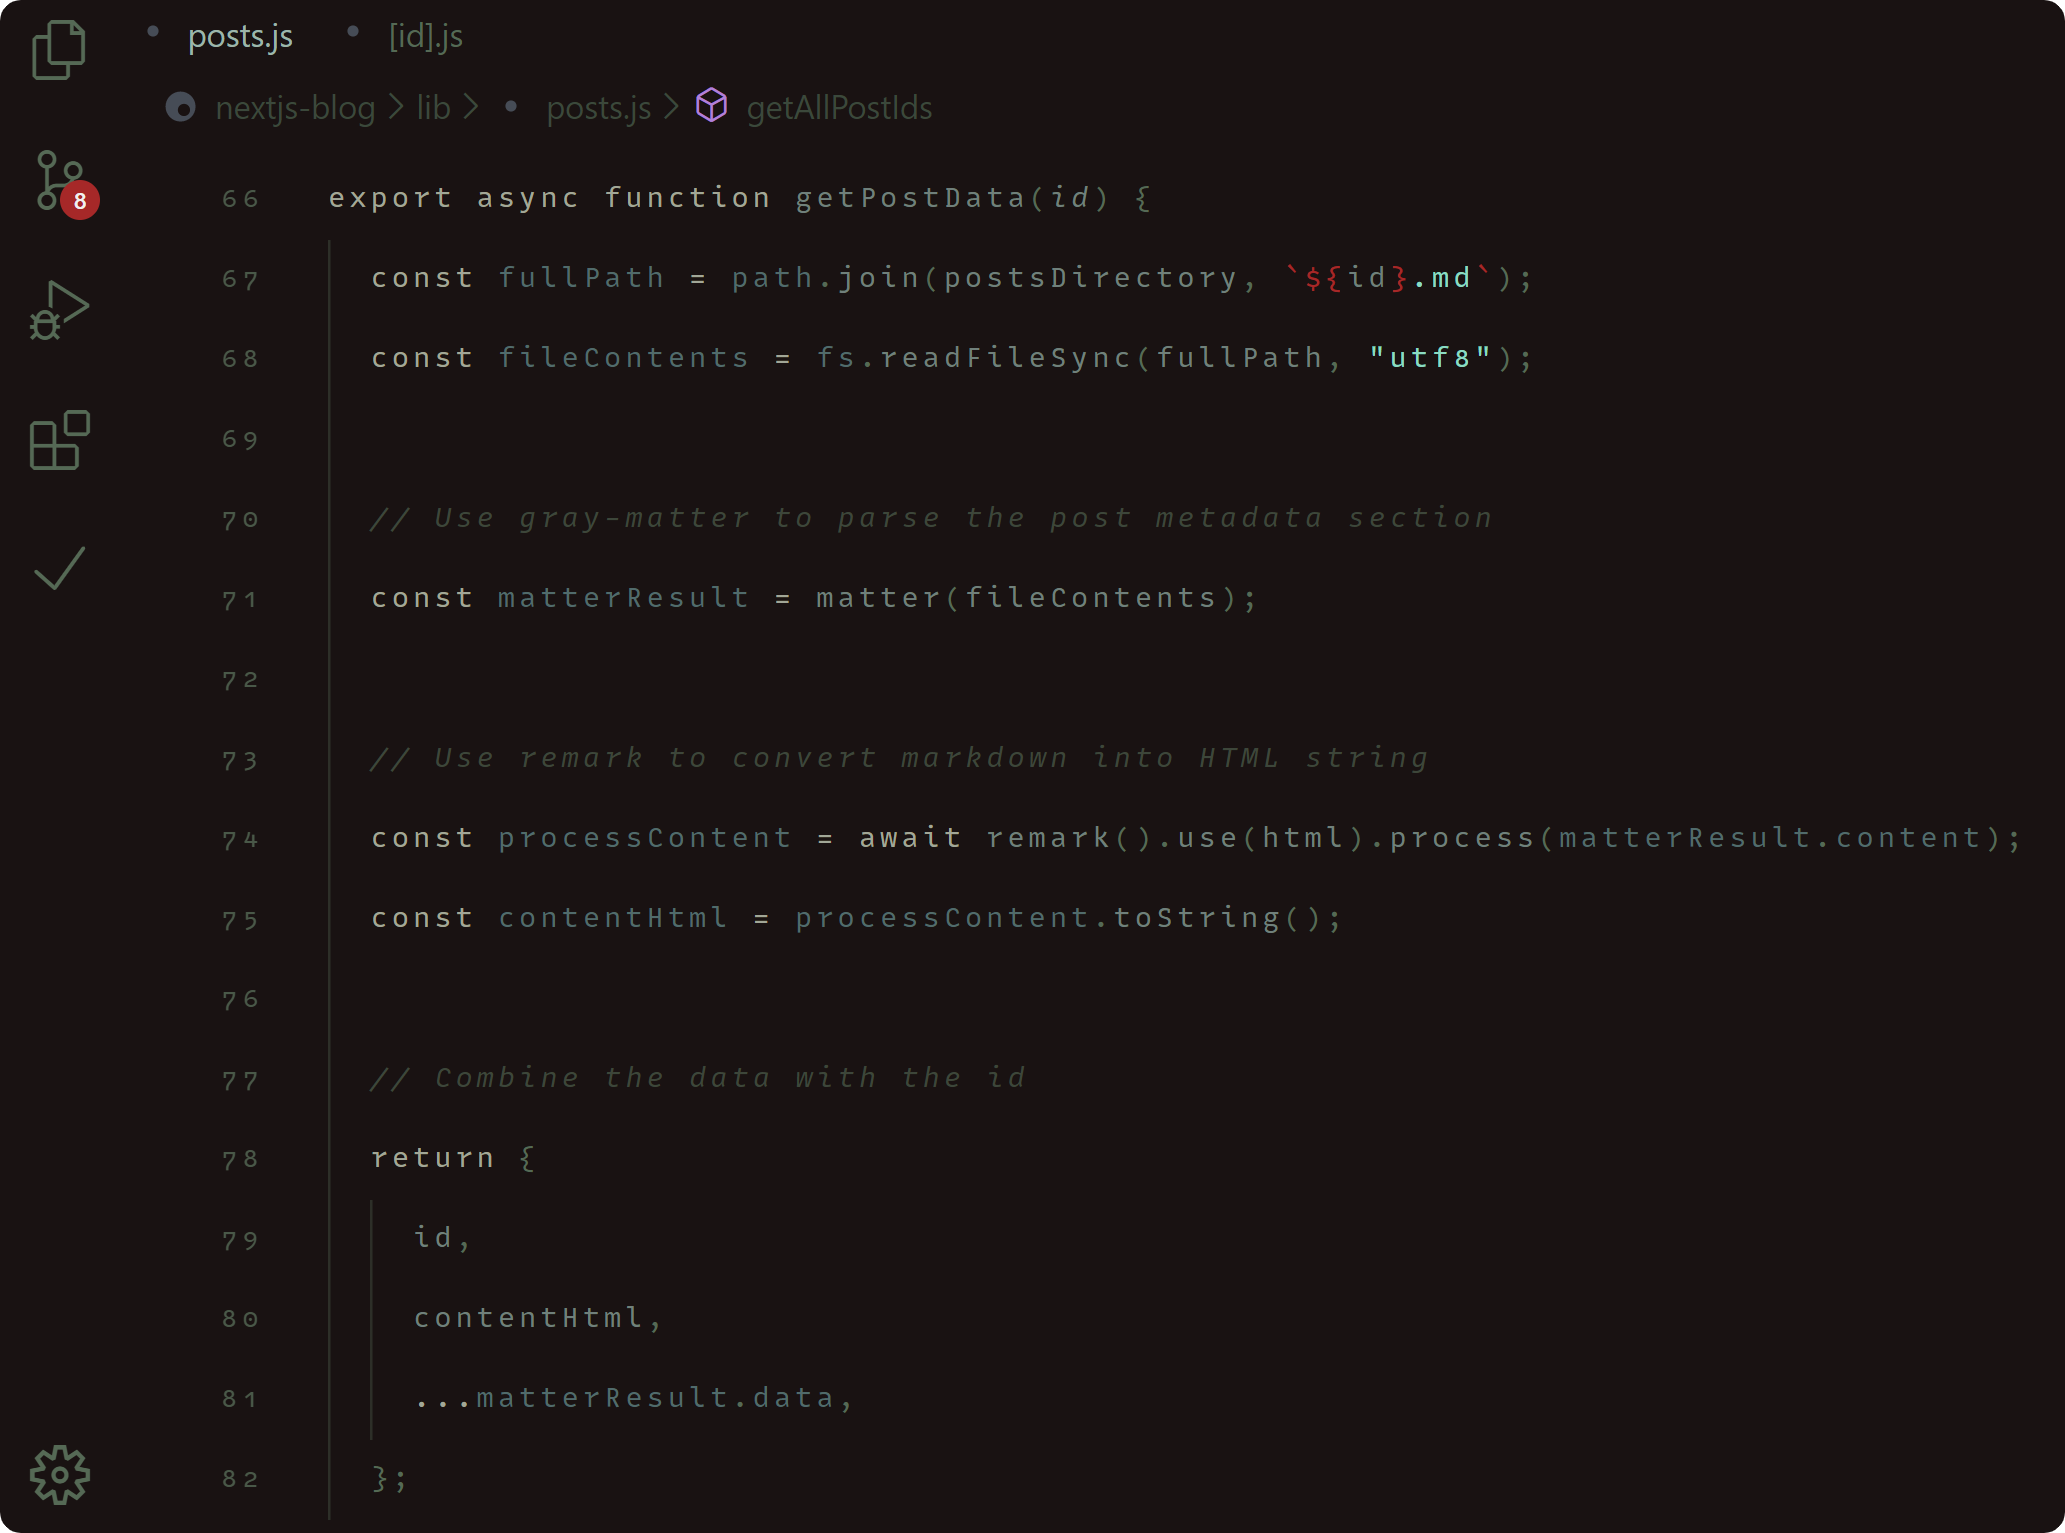 posts.js [id].js
nextjs-blog > lib > posts.js > getAllPostIds
8
66 export async function getPostData(id) {
67 const fullPath = path.join(postsDirectory, `${id}.md`);
68 const fileContents = fs.readFileSync(fullPath, "utf8");
69
70 // Use gray-matter to parse the post metadata section
71 const matterResult = matter(fileContents);
72
73 // Use remark to convert markdown into HTML string
74 const processContent = await remark().use(html).process(matterResult.content);
75 const contentHtml = processContent.toString();
76
77 // Combine the data with the id
78 return {
79 id,
80 contentHtml,
81 ...matterResult.data,
82 };